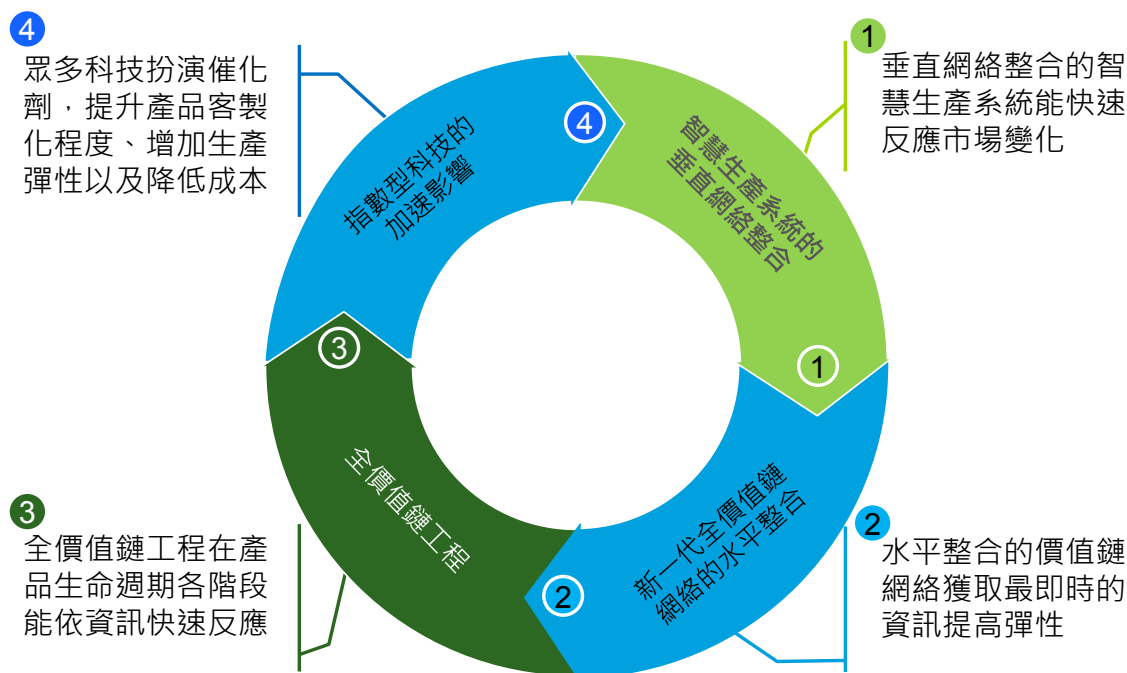 4
眾多科技扮演催化
劑，提升產品客製
化程度、增加生產
彈性以及降低成本
1
垂直網絡整合的智
慧生產系統能快速
反應市場變化
4
指數型科技的
加速影響
智慧生產系統的
垂直網絡整合
3
1
全價值鏈工程
新一代全價值鏈
網絡的水平整合
2
3
全價值鏈工程在產
品生命週期各階段
能依資訊快速反應
2
水平整合的價值鏈
網絡獲取最即時的
資訊提高彈性